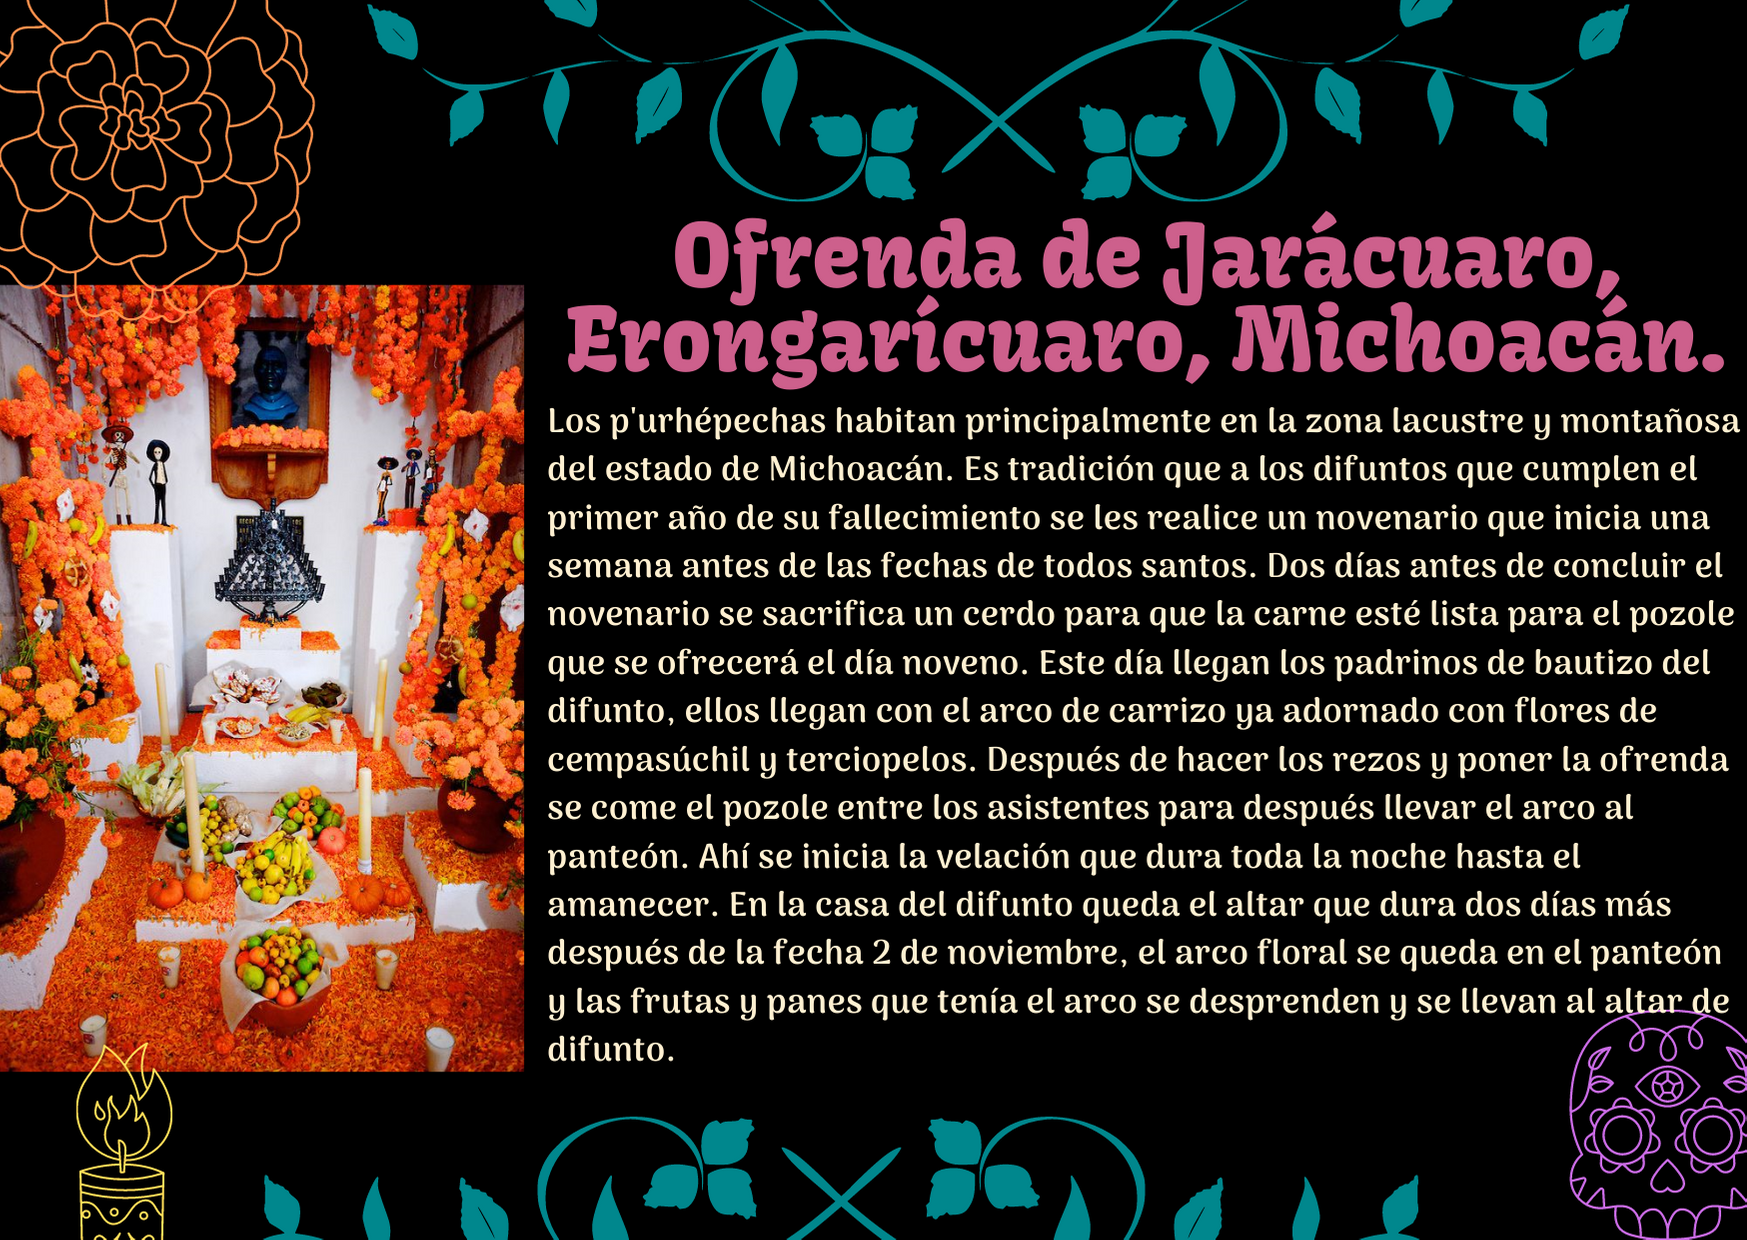 Ofrenda de Jarácuaro,
Erongarícuaro, Michoacán.
Los p'urhépechas habitan principalmente en la zona lacustre y montañosa
del estado de Michoacán. Es tradición que a los difuntos que cumplen el
primer año de su fallecimiento se les realice un novenario que inicia una
semana antes de las fechas de todos santos. Dos días antes de concluir el
novenario se sacrifica un cerdo para que la carne esté lista para el pozole
que se ofrecerá el día noveno. Este día llegan los padrinos de bautizo del
difunto, ellos llegan con el arco de carrizo ya adornado con flores de
cempasúchil y terciopelos. Después de hacer los rezos y poner la ofrenda
se come el pozole entre los asistentes para después llevar el arco al
panteón. Ahí se inicia la velación que dura toda la noche hasta el
amanecer. En la casa del difunto queda el altar que dura dos días más
después de la fecha 2 de noviembre, el arco floral se queda en el panteón
y las frutas y panes que tenía el arco se desprenden y se llevan al altar de
difunto.